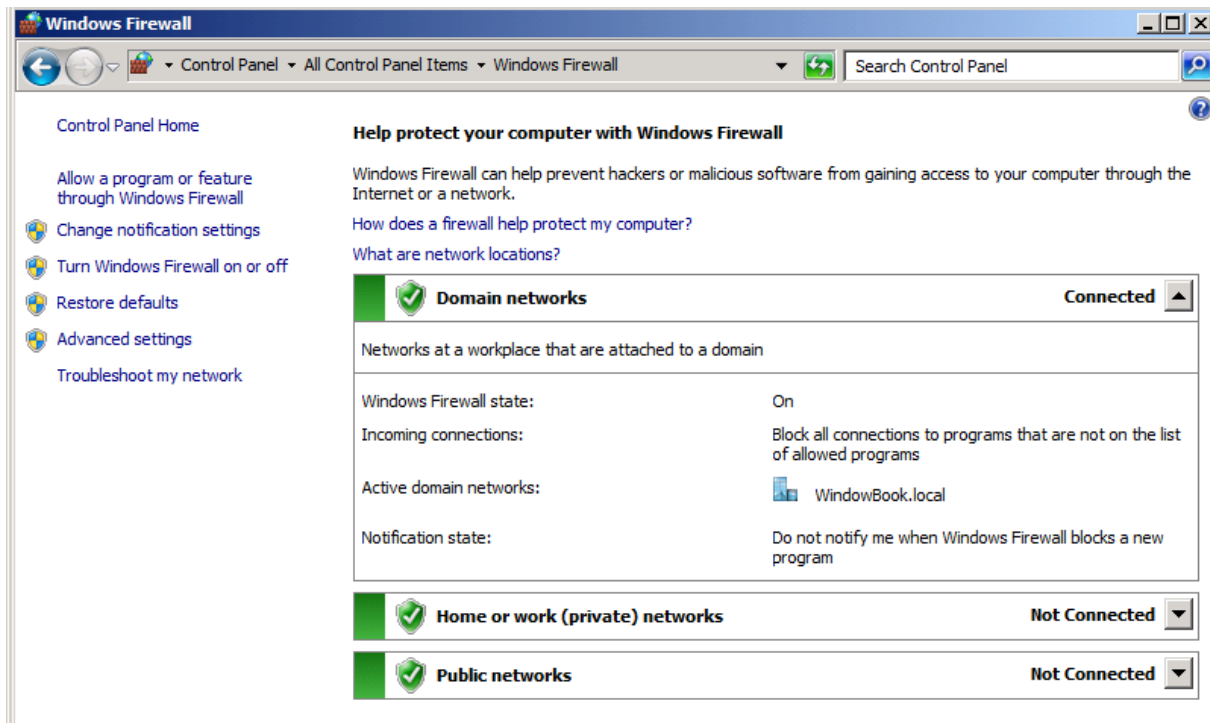 Windows Firewall
Control Panel All Control Panel Items Windows Firewall
Search Control Panel
Control Panel Home
Allow a program or feature
through Windows Firewall
Change notification settings
Turn Windows Firewall on or off
Restore defaults
Advanced settings
Troubleshoot my network
Help protect your computer with Windows Firewall
Windows Firewall can help prevent hackers or malicious software from gaining access to your computer through the
Internet or a network.
How does a firewall help protect my computer?
What are network locations?
Domain networks Connected
Networks at a workplace that are attached to a domain
Windows Firewall state: On
Incoming connections: Block all connections to programs that are not on the list
of allowed programs
Active domain networks: WindowBook.local
Notification state: Do not notify me when Windows Firewall blocks a new
program
Home or work (private) networks Not Connected
Public networks Not Connected